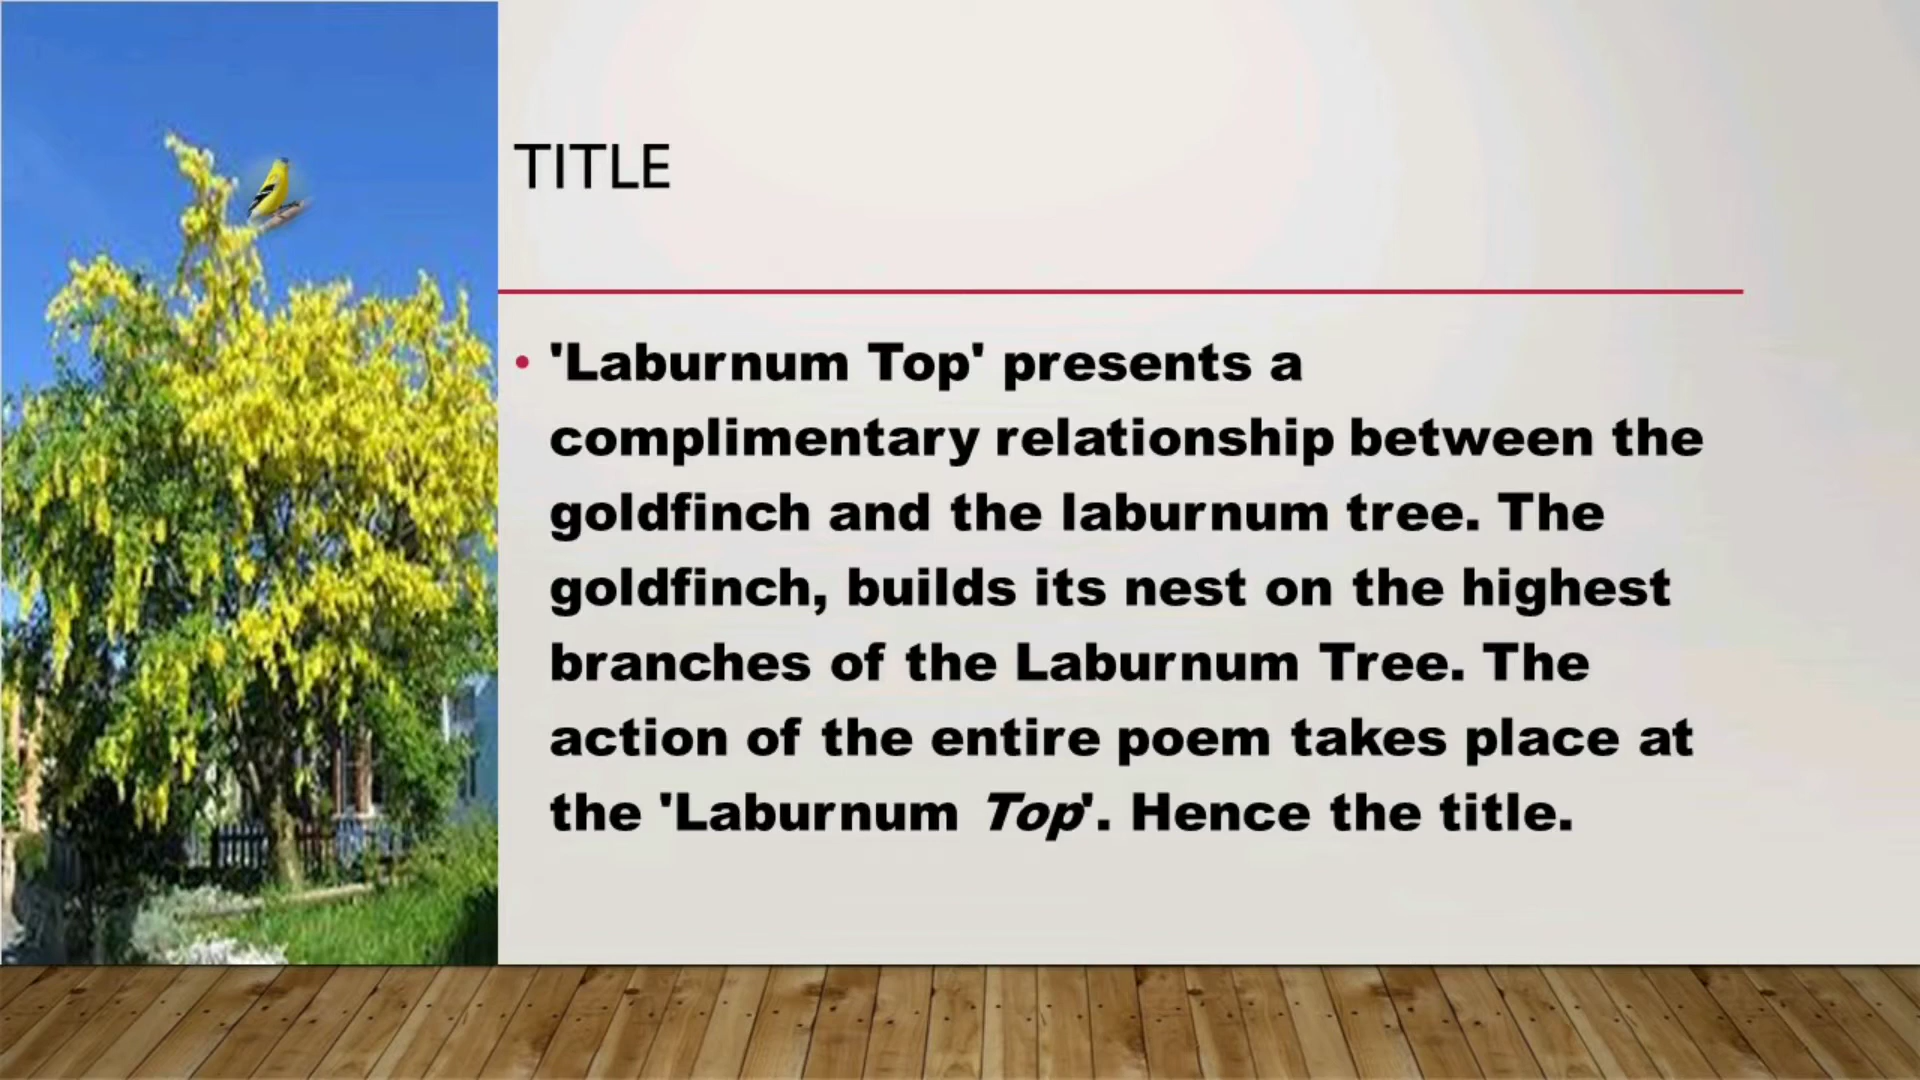 TITLE
• 'Laburnum Top' presents a
complimentary relationship between the
goldfinch and the laburnum tree. The
goldfinch, builds its nest on the highest
branches of the Laburnum Tree. The
action of the entire poem takes place at
the 'Laburnum Top'. Hence the title.